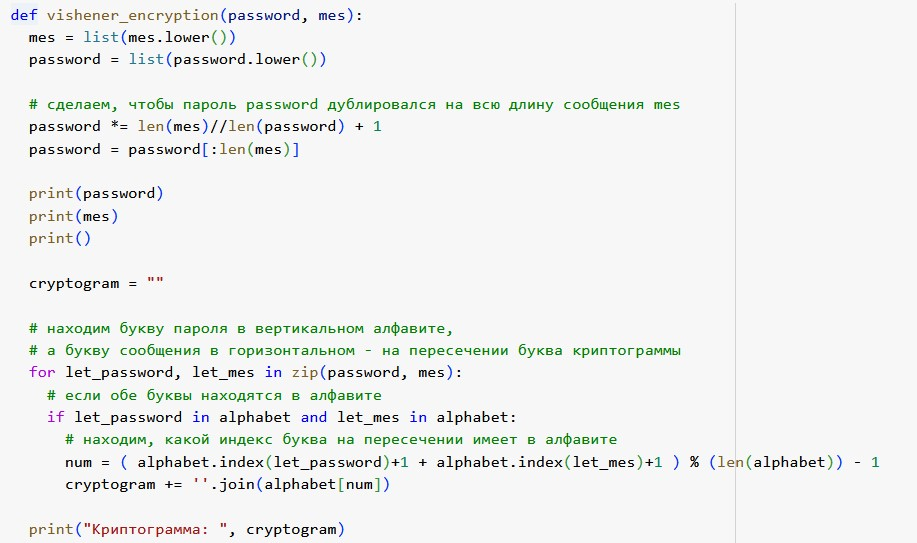 def vishener_encryption(password, mes):
mes = list(mes.lower())
password = list(password.lower())
# сделаем, чтобы пароль password дублировался на всю длину сообщения mes
password *= len(mes)//len(password) + 1
password = password[:len(mes)]
print(password)
print(mes)
print()
cryptogram = ""
# находим букву пароля в вертикальном алфавите,
# а букву сообщения в горизонтальном - на пересечении буква криптограммы
for let_password, let_mes in zip(password, mes):
# если обе буквы находятся в алфавите
if let_password in alphabet and let_mes in alphabet:
# находим, какой индекс буква на пересечении имеет в алфавите
num = ( alphabet.index(let_password)+1 + alphabet.index(let_mes)+1 ) % (len(alphabet)) - 1
cryptogram += ''.join(alphabet[num])
print("Криптограмма: ", cryptogram)